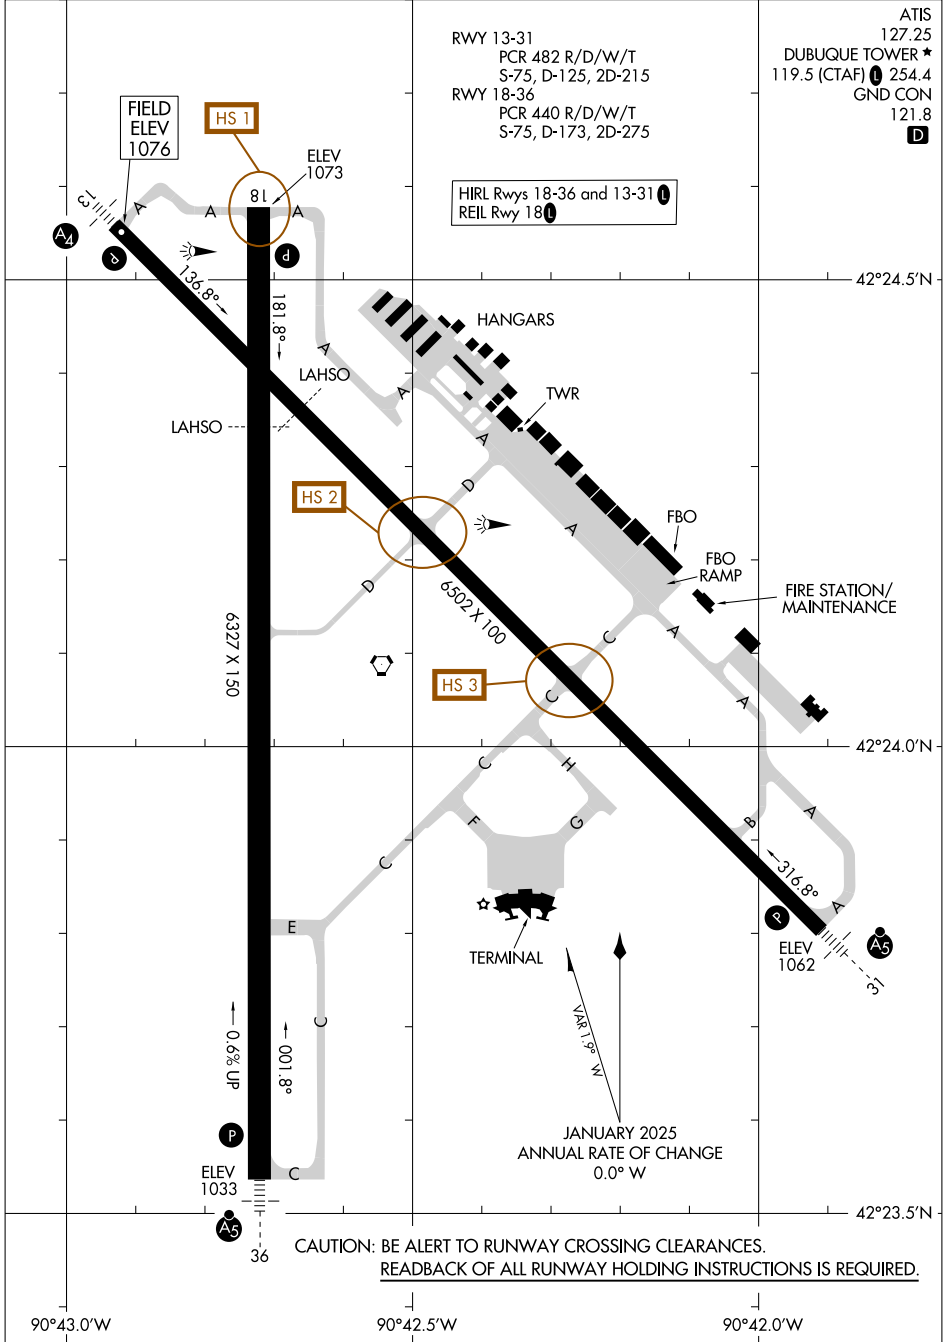 RWY 13-31
PCR 482 R/D/W/T
S-75, D-125, 2D-215
RWY 18-36
PCR 440 R/D/W/T
S-75, D-173, 2D-275
ATIS
127.25
DUBUQUE TOWER ★
119.5 (CTAF) L 254.4
GND CON
121.8
D
HIRL Rwys 18-36 and 13-31 L
REIL Rwy 18 L
FIELD
ELEV
1076
HS 1
ELEV
1073
13
A
A
18
A
A4
P
P
136.8°
181.8°
42°24.5'N
HANGARS
A
LAHSO
A
TWR
LAHSO
A
D
HS 2
A
FBO
FBO
RAMP
D
6502 X 100
FIRE STATION/
MAINTENANCE
6327 X 150
C
A
HS 3
C
A
42°24.0'N
C
H
A
F
G
B
C
316.8°
A
E
P
TERMINAL
ELEV
1062
A5
31
C
VAR 1.9° W
0.6% UP
001.8°
P
JANUARY 2025
ANNUAL RATE OF CHANGE
0.0° W
ELEV
1033
C
A5
42°23.5'N
36
CAUTION: BE ALERT TO RUNWAY CROSSING CLEARANCES.
READBACK OF ALL RUNWAY HOLDING INSTRUCTIONS IS REQUIRED.
90°43.0'W
90°42.5'W
90°42.0'W